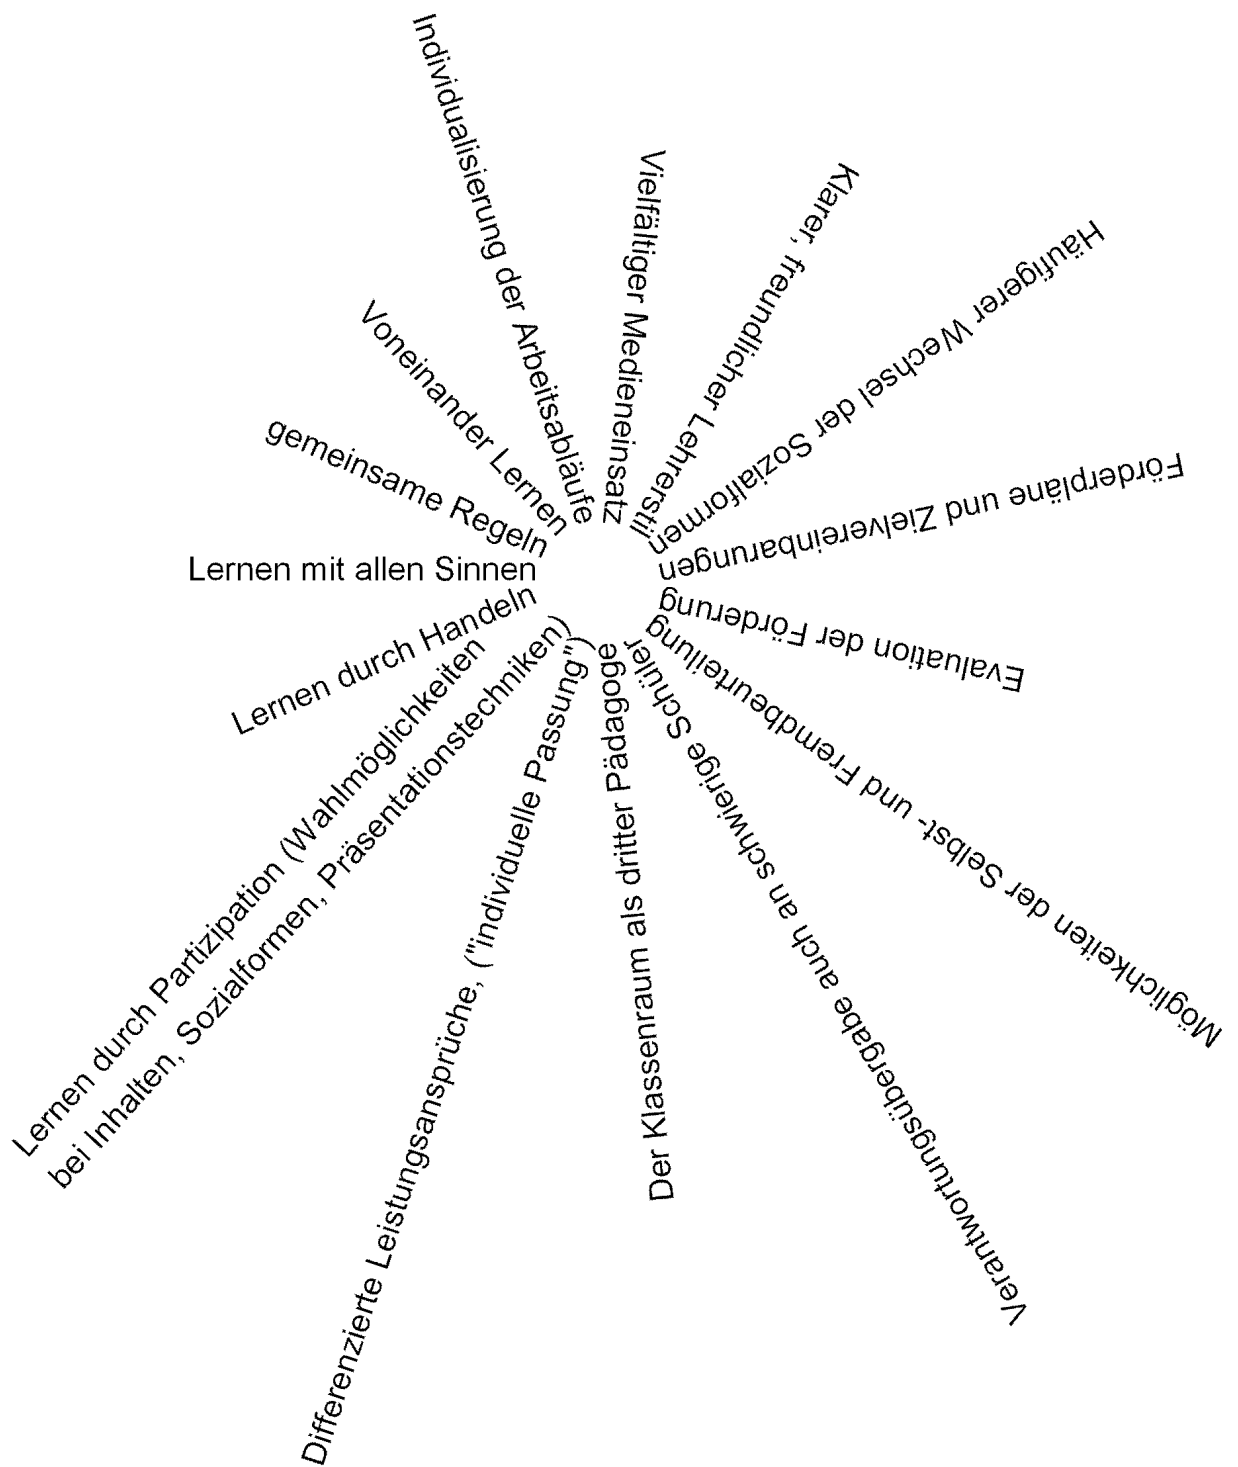 Individualisierung der Arbeitsabläufe
Vielfältiger Medieneinsatz
Klarer, freundlicher Lehrerstil
Häufigerer Wechsel der Sozialformen
Förderpläne und Zielvereinbarungen
Evaluation der Förderung
Möglichkeiten der Selbst- und Fremdbeurteilung
Verantwortungsübergabe auch an schwierige Schüler
Der Klassenraum als dritter Pädagoge
Differenzierte Leistungsansprüche, ("individuelle Passung")
Lernen durch Partizipation (Wahlmöglichkeiten
bei Inhalten, Sozialformen, Präsentationstechniken)
Lernen durch Handeln
Lernen mit allen Sinnen
gemeinsame Regeln
Voneinander Lernen